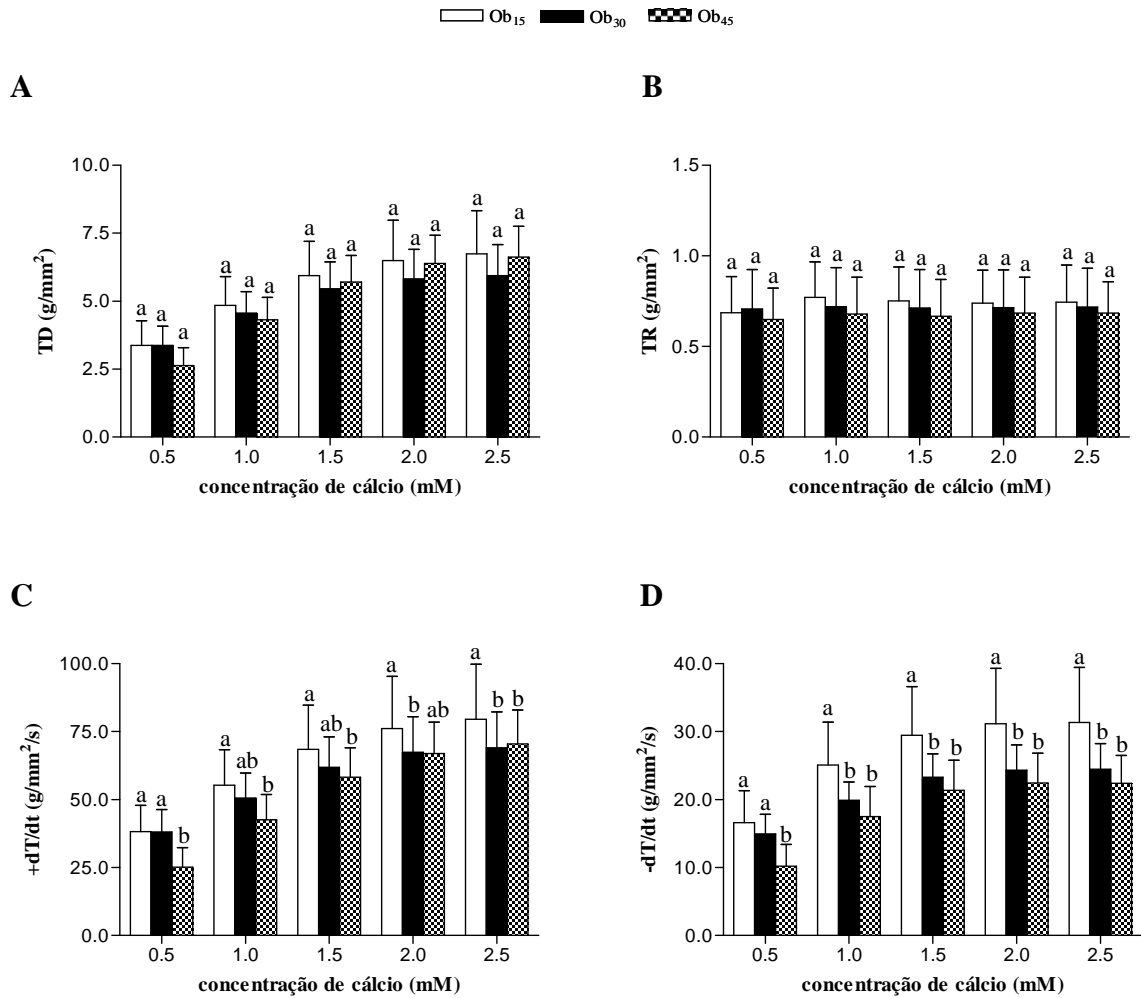 Ob15 Ob30 Ob45
A
TD (g/mm²)
10.0
7.5
5.0
2.5
0.0
a a a a a a a a a a a a a a a
0.5 1.0 1.5 2.0 2.5
concentração de cálcio (mM)
B
TR (g/mm²)
1.5
1.0
0.5
0.0
a a a a a a a a a a a a a a a
0.5 1.0 1.5 2.0 2.5
concentração de cálcio (mM)
C
+dT/dt (g/mm²/s)
100.0
75.0
50.0
25.0
0.0
a a b a ab b a ab b a b ab a b b
0.5 1.0 1.5 2.0 2.5
concentração de cálcio (mM)
D
-dT/dt (g/mm²/s)
40.0
30.0
20.0
10.0
0.0
a a b a b b a b b a b b a b b
0.5 1.0 1.5 2.0 2.5
concentração de cálcio (mM)